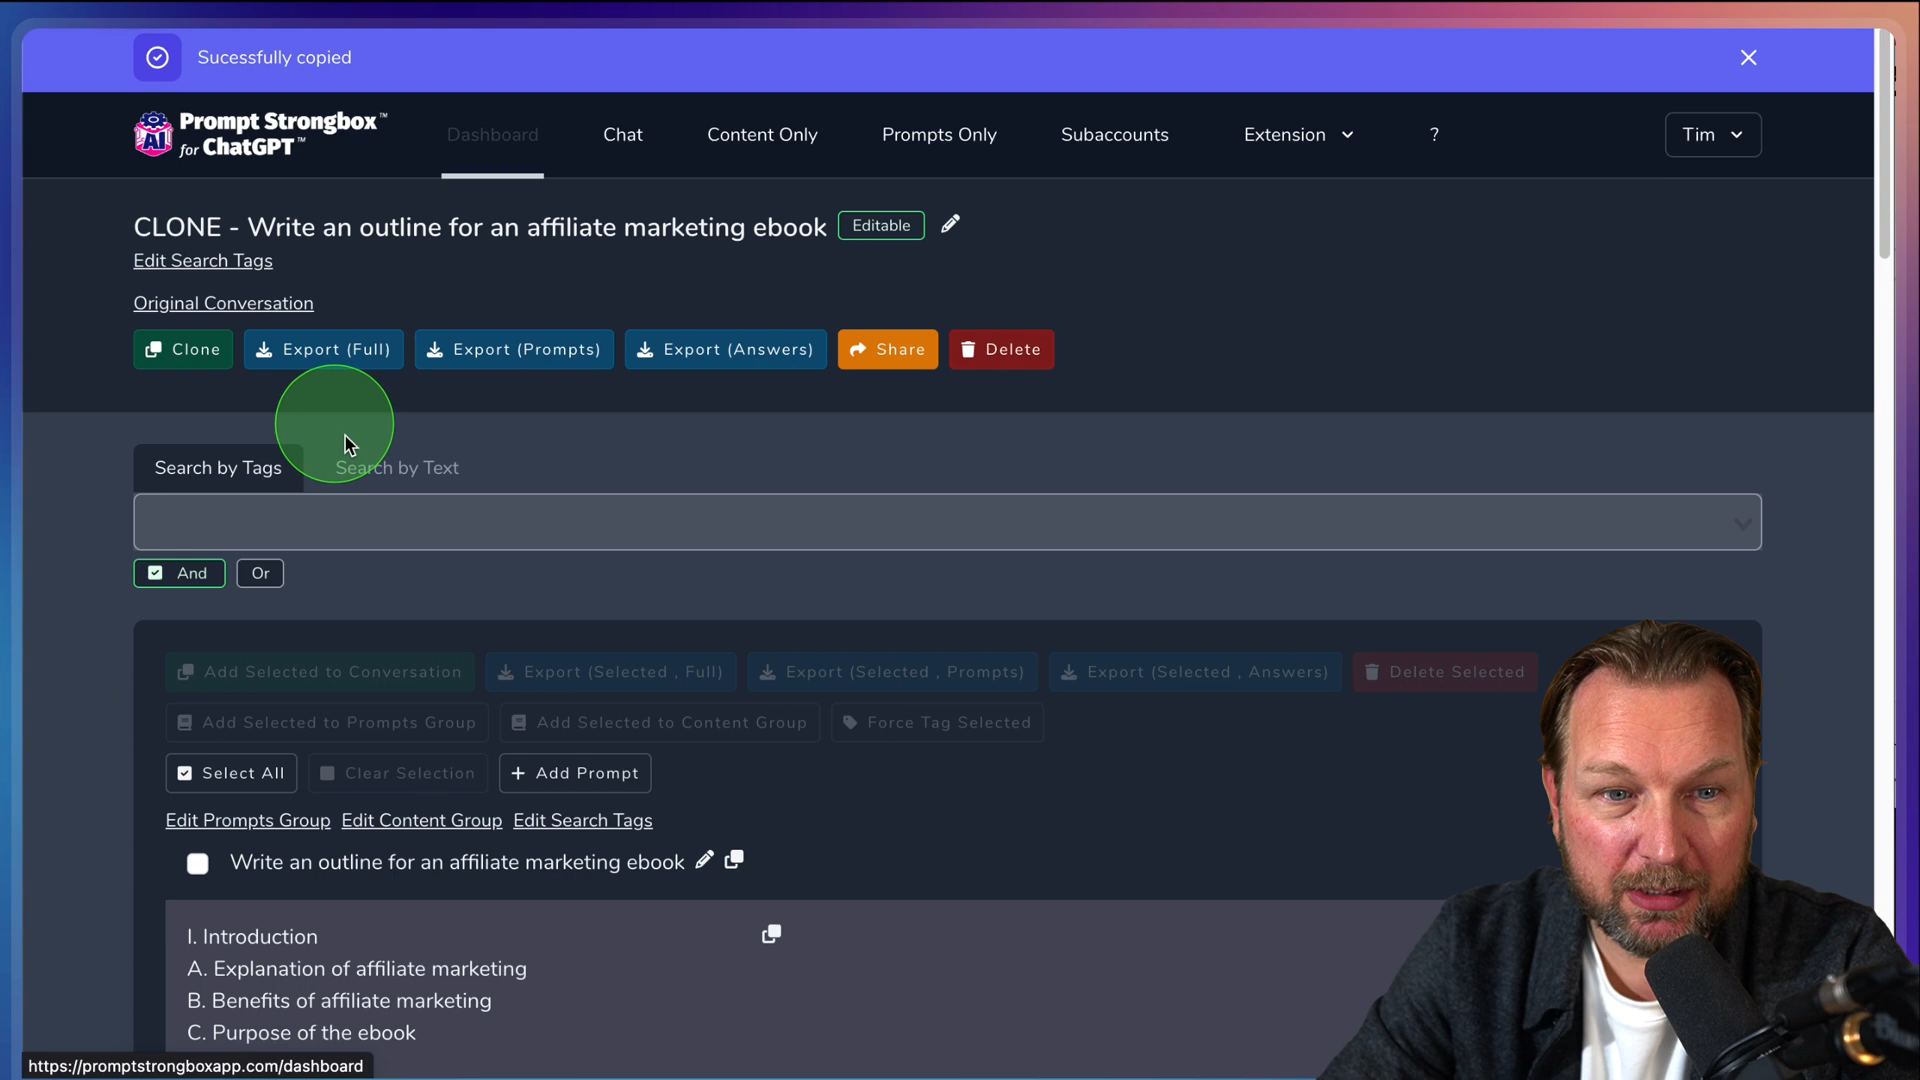 Sucessfully copied
Prompt Strongbox™
for ChatGPT™
Dashboard
Chat
Content Only
Prompts Only
Subaccounts
Extension
?
Tim
CLONE - Write an outline for an affiliate marketing ebook
Editable
Edit Search Tags
Original Conversation
Clone
Export (Full)
Export (Prompts)
Export (Answers)
Share
Delete
Search by Tags
Search by Text
And
Or
Add Selected to Conversation
Export (Selected , Full)
Export (Selected , Prompts)
Export (Selected , Answers)
Delete Selected
Add Selected to Prompts Group
Add Selected to Content Group
Force Tag Selected
Select All
Clear Selection
Add Prompt
Edit Prompts Group
Edit Content Group
Edit Search Tags
Write an outline for an affiliate marketing ebook
I. Introduction
A. Explanation of affiliate marketing
B. Benefits of affiliate marketing
C. Purpose of the ebook
https://promptstrongboxapp.com/dashboard